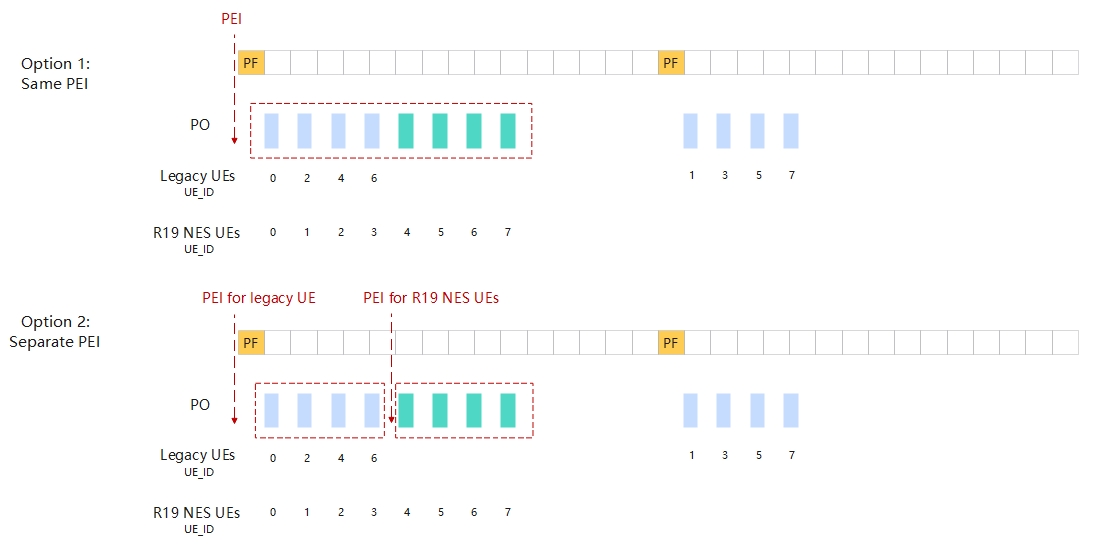 PEI
Option 1:
Same PEI
PF PF
PO
Legacy UEs
UE_ID
0 2 4 6 1 3 5 7
R19 NES UEs
UE_ID
0 1 2 3 4 5 6 7
PEI for legacy UE PEI for R19 NES UEs
Option 2:
Separate PEI
PF PF
PO
Legacy UEs
UE_ID
0 2 4 6 1 3 5 7
R19 NES UEs
UE_ID
0 1 2 3 4 5 6 7